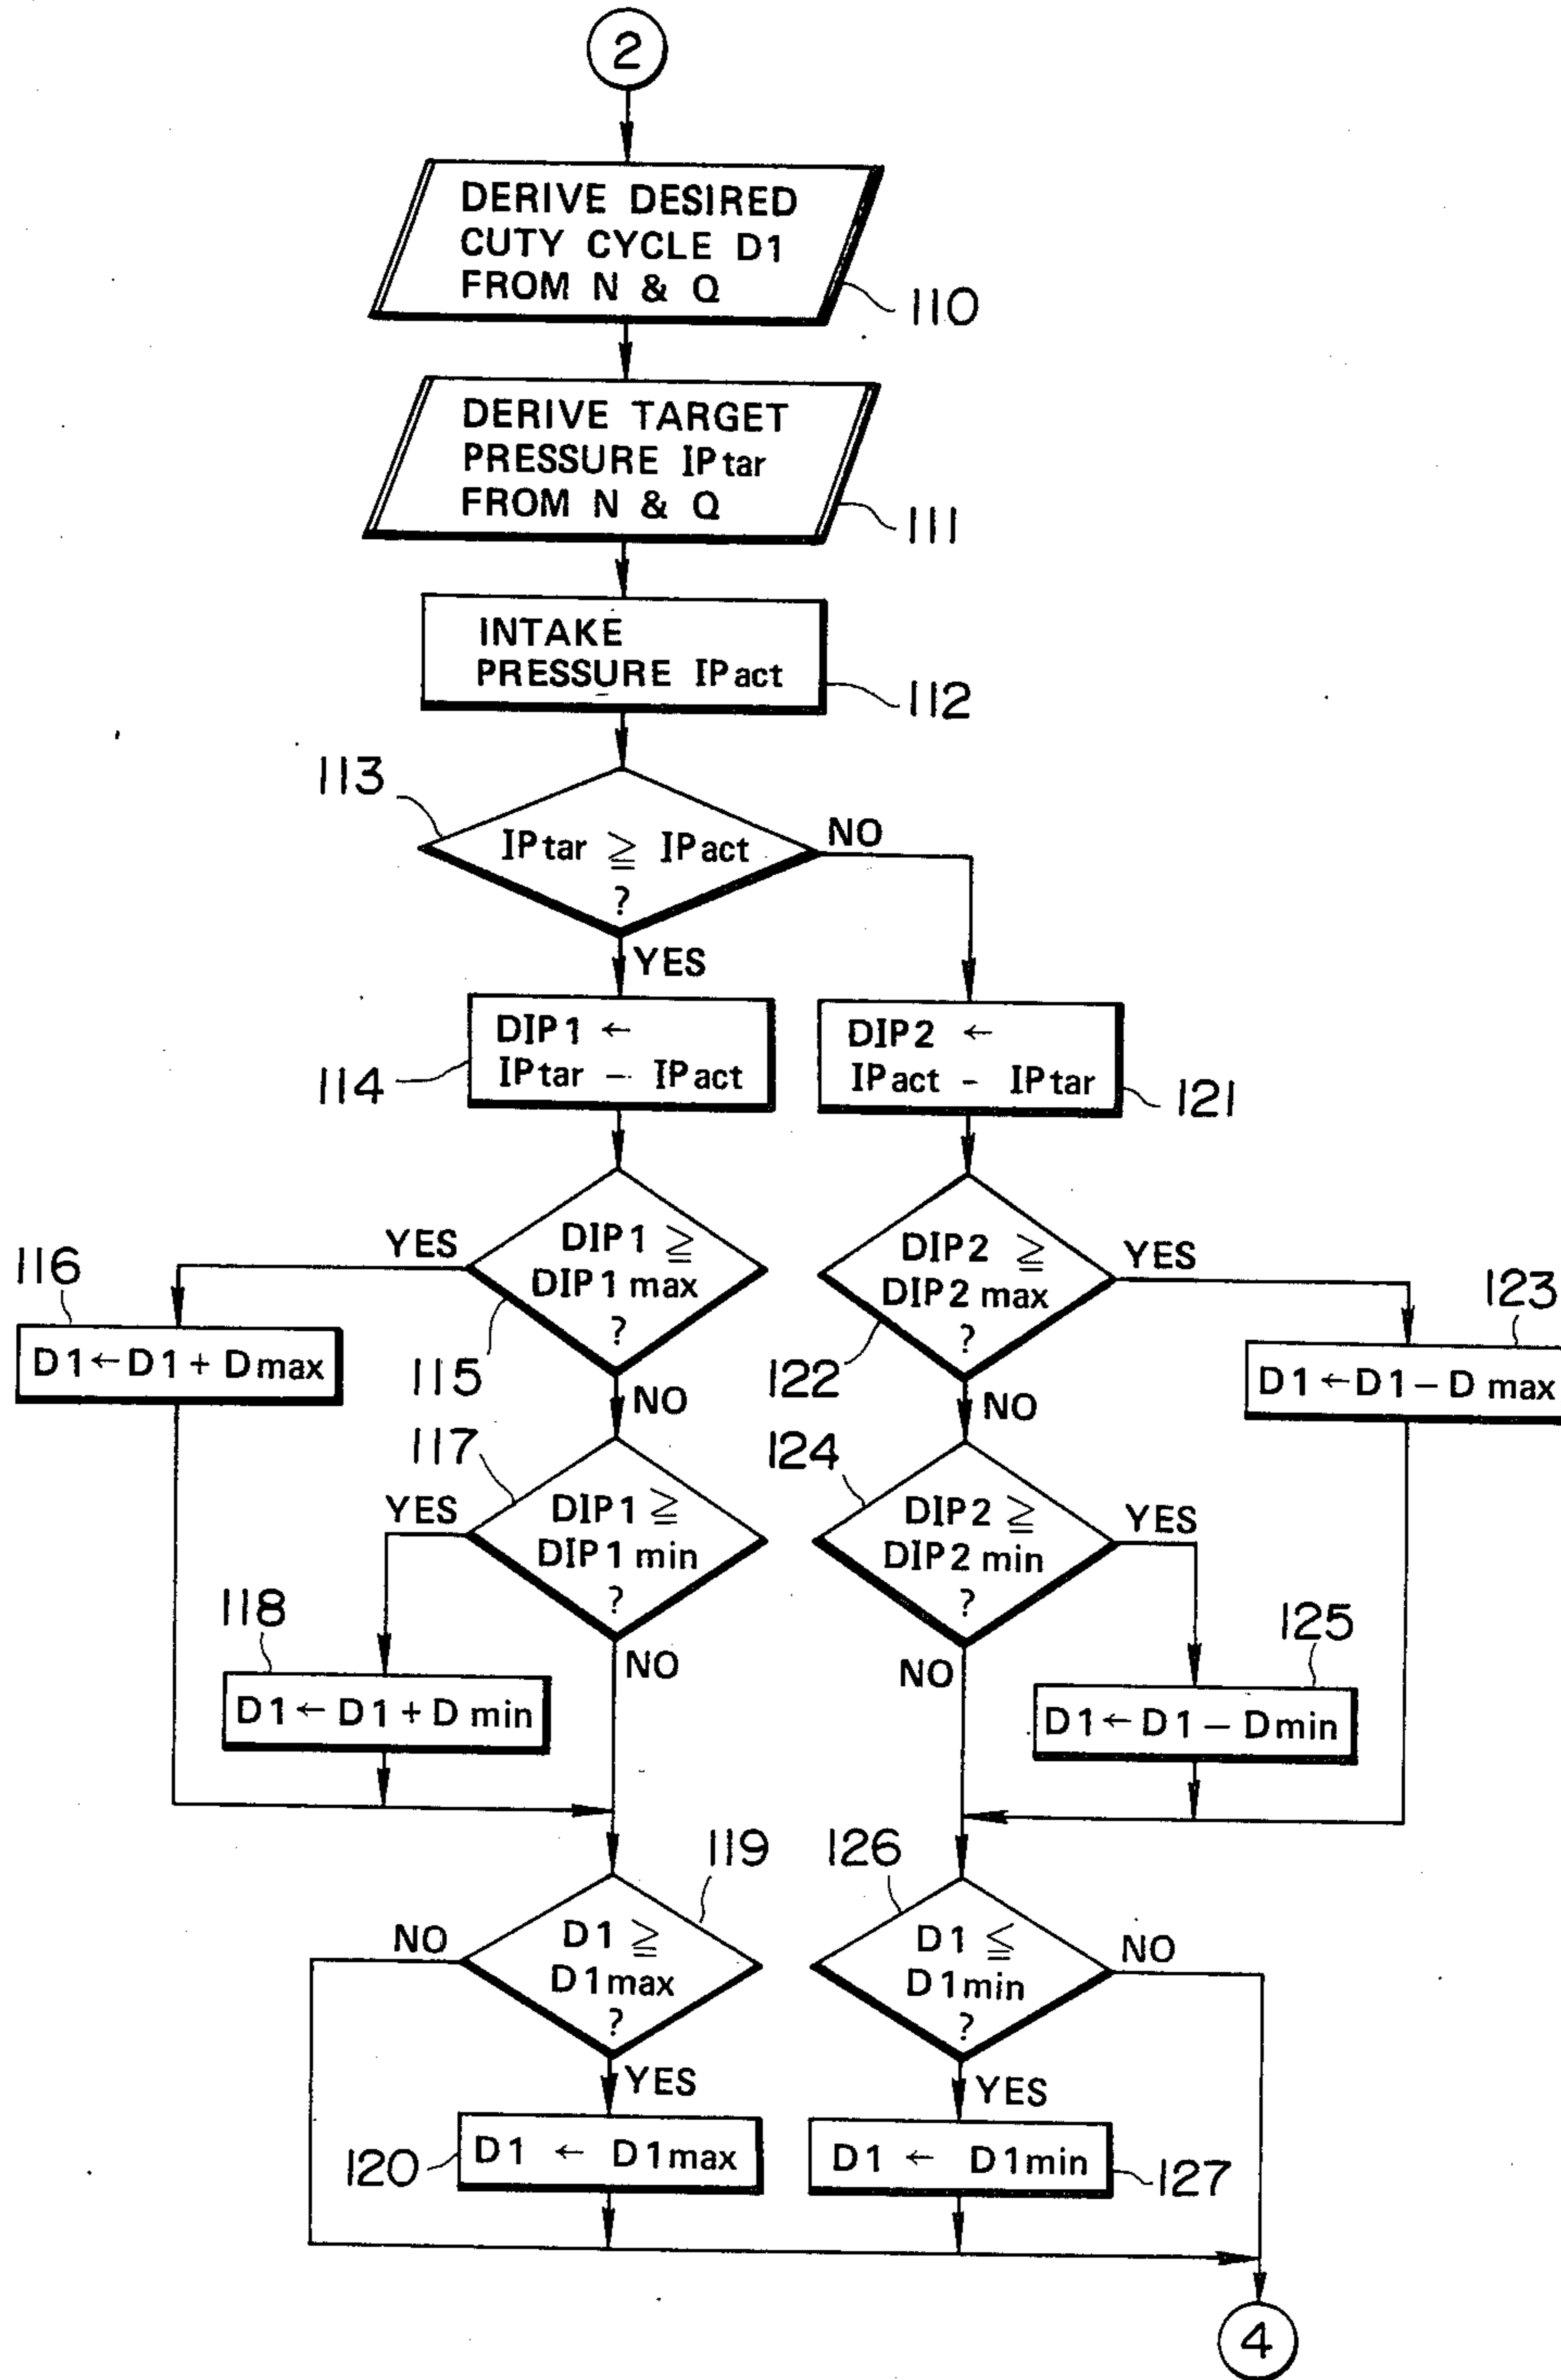 2
DERIVE DESIRED
CUTY CYCLE D1
FROM N & Q
110
DERIVE TARGET
PRESSURE IPtar
FROM N & Q
111
INTAKE
PRESSURE IPact
112
113
IPtar ≧ IPact
?
NO
YES
DIP1 ←
IPtar - IPact
114
DIP2 ←
IPact - IPtar
121
YES
DIP1 ≧
DIP1 max
?
115
NO
116
D1←D1 + Dmax
DIP2 ≧
DIP2 max
?
YES
122
NO
123
D1←D1 - D max
117
YES
DIP1 ≧
DIP1 min
?
NO
118
D1←D1 + D min
124
DIP2 ≧
DIP2 min
?
YES
NO
125
D1←D1 - Dmin
119
NO
D1 ≧
D1max
?
YES
126
D1 ≦
D1min
?
NO
YES
120
D1 ← D1max
D1 ← D1min
127
4